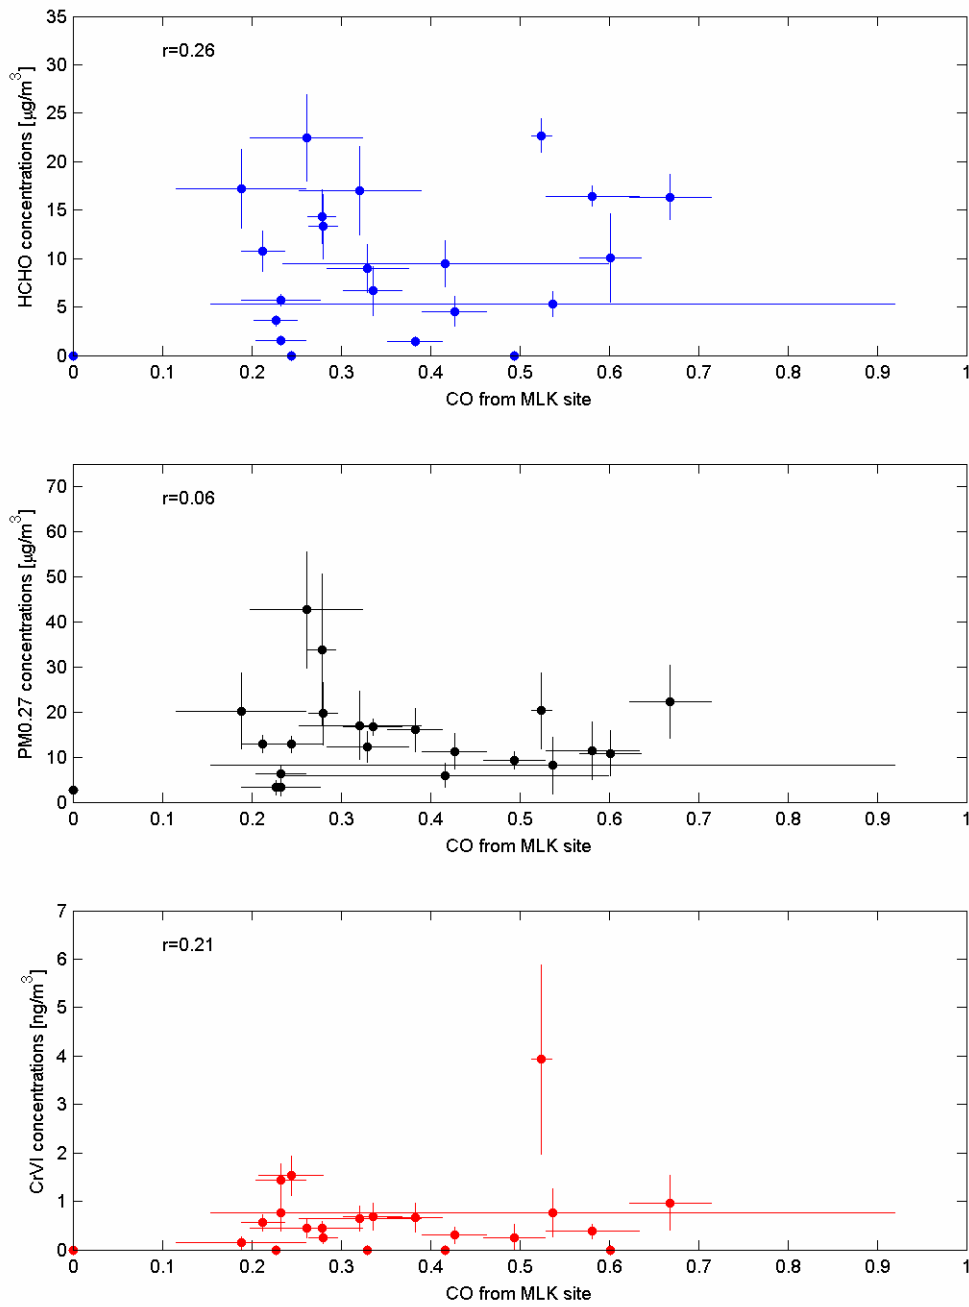 35
30
25
20
15
10
5
0
HCHO concentrations [μg/m³]
r=0.26
0 0.1 0.2 0.3 0.4 0.5 0.6 0.7 0.8 0.9 1
CO from MLK site
70
60
50
40
30
20
10
0
PM0.27 concentrations [μg/m³]
r=0.06
0 0.1 0.2 0.3 0.4 0.5 0.6 0.7 0.8 0.9 1
CO from MLK site
7
6
5
4
3
2
1
0
CrVI concentrations [ng/m³]
r=0.21
0 0.1 0.2 0.3 0.4 0.5 0.6 0.7 0.8 0.9 1
CO from MLK site